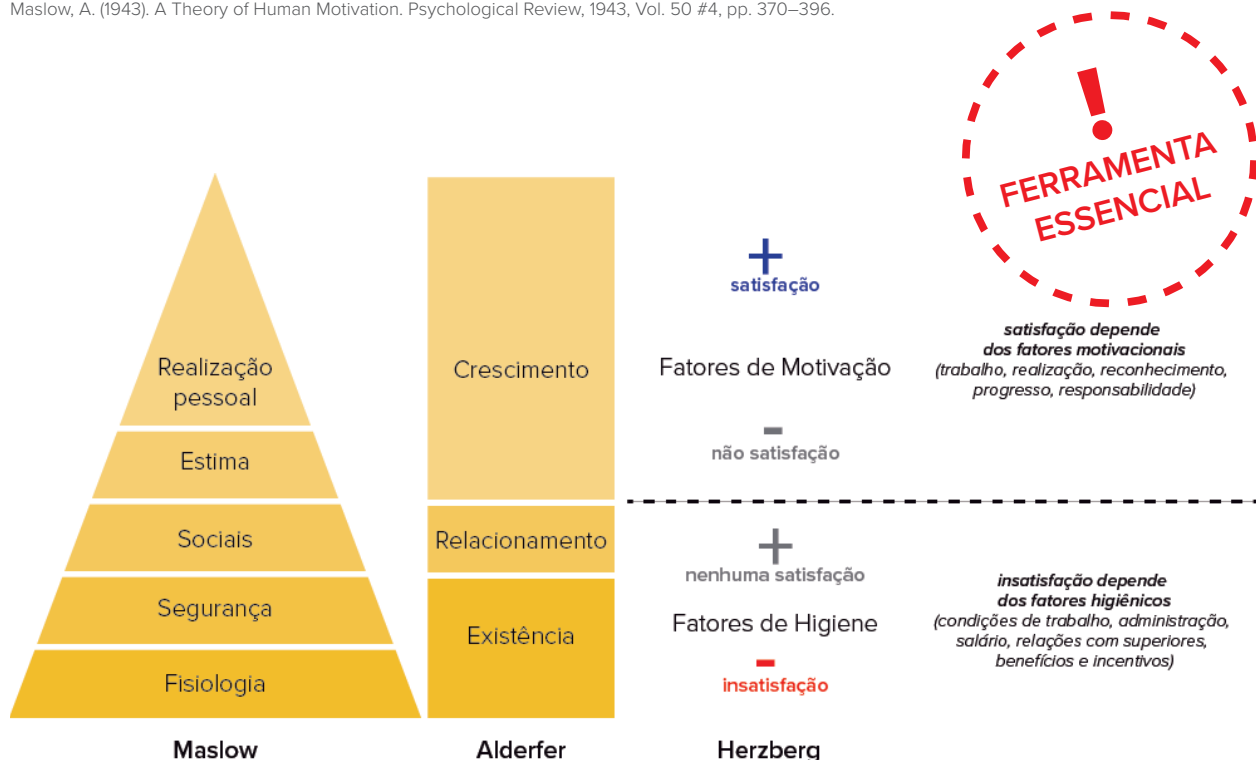 Maslow, A. (1943). A Theory of Human Motivation. Psychological Review, 1943, Vol. 50 #4, pp. 370–396.
!
FERRAMENTA
ESSENCIAL
Realização
pessoal
Estima
Sociais
Segurança
Fisiologia
Maslow
Crescimento
Relacionamento
Existência
Alderfer
+
satisfação
Fatores de Motivação
-
não satisfação
+
nenhuma satisfação
Fatores de Higiene
-
insatisfação
Herzberg
satisfação depende
dos fatores motivacionais
(trabalho, realização, reconhecimento,
progresso, responsabilidade)
insatisfação depende
dos fatores higiênicos
(condições de trabalho, administração,
salário, relações com superiores,
benefícios e incentivos)